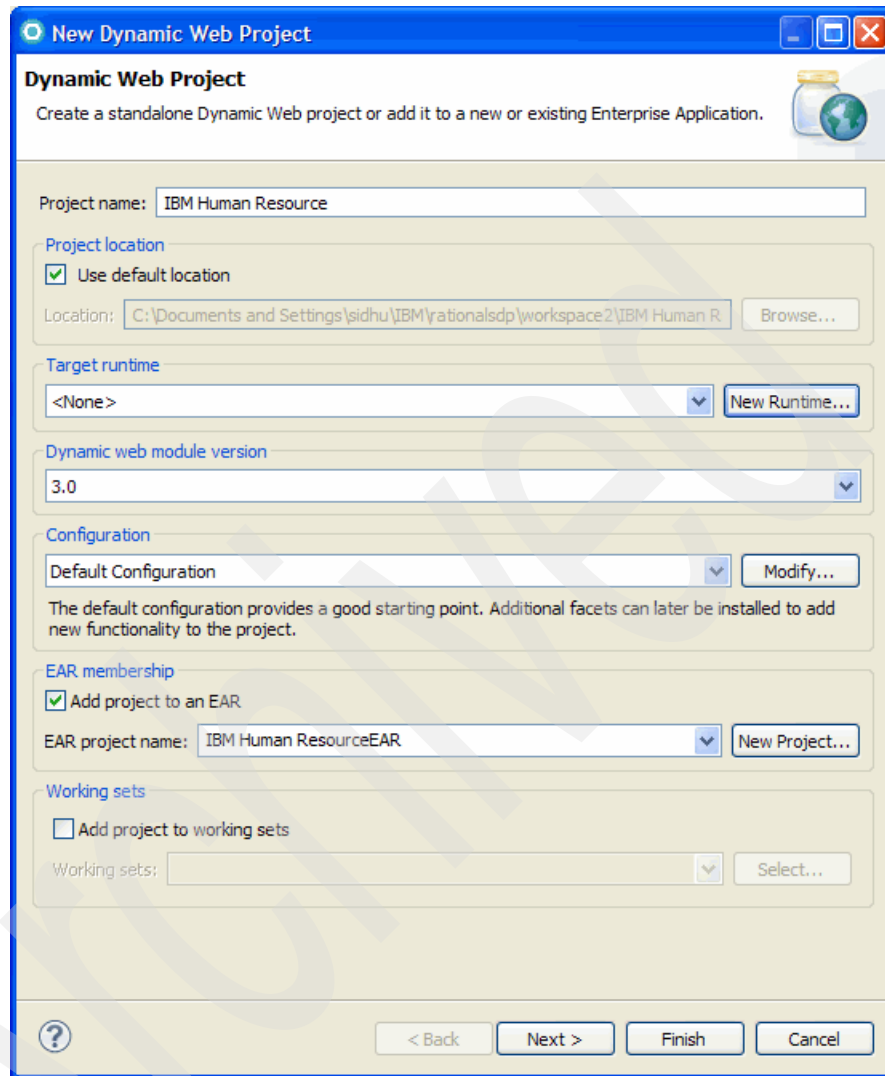 New Dynamic Web Project
Dynamic Web Project
Create a standalone Dynamic Web project or add it to a new or existing Enterprise Application.
Project name: IBM Human Resource
Project location
Use default location
Location: C:\Documents and Settings\sidhu\IBM\rationalsdp\workspace2\IBM Human R Browse...
Target runtime
<None> New Runtime...
Dynamic web module version
3.0
Configuration
Default Configuration Modify...
The default configuration provides a good starting point. Additional facets can later be installed to add
new functionality to the project.
EAR membership
Add project to an EAR
EAR project name: IBM Human ResourceEAR New Project...
Working sets
Add project to working sets
Working sets: Select...
? < Back Next > Finish Cancel
rchived